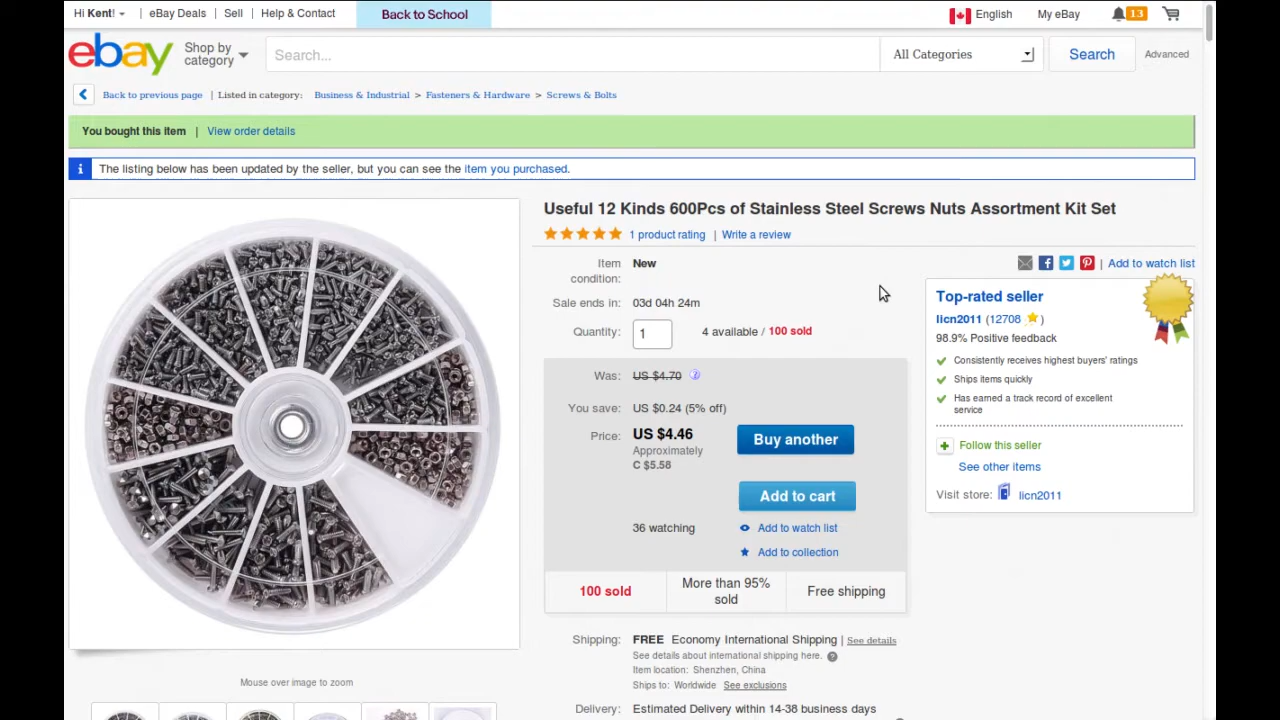 Hi Kent! | eBay Deals | Sell | Help & Contact Back to School English My eBay 13
ebay Shop by category Search... All Categories Search Advanced
Back to previous page | Listed in category: Business & Industrial > Fasteners & Hardware > Screws & Bolts
You bought this item | View order details
i The listing below has been updated by the seller, but you can see the item you purchased.
Useful 12 Kinds 600Pcs of Stainless Steel Screws Nuts Assortment Kit Set
1 product rating | Write a review
Item condition: New
| Add to watch list
Sale ends in: 03d 04h 24m
Quantity: 1 4 available / 100 sold
Was: US $4.70
You save: US $0.24 (5% off)
Price: US $4.46 Buy another
Approximately
C $5.58
Add to cart
36 watching Add to watch list
Add to collection
100 sold More than 95% sold Free shipping
Top-rated seller
licn2011 (12708 )
98.9% Positive feedback
Consistently receives highest buyers' ratings
Ships items quickly
Has earned a track record of excellent
service
+ Follow this seller
See other items
Visit store: licn2011
Shipping: FREE Economy International Shipping | See details
See details about international shipping here. ?
Item location: Shenzhen, China
Ships to: Worldwide See exclusions
Delivery: Estimated Delivery within 14-38 business days
Mouse over image to zoom